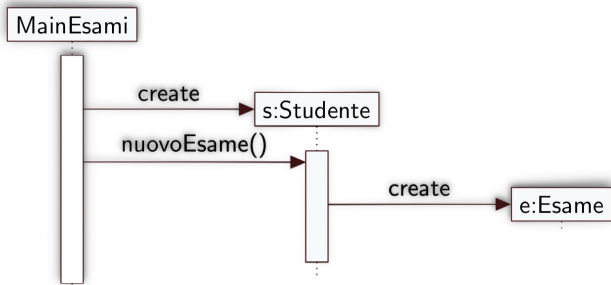 MainEsami
create
s:Studente
nuovoEsame()
create
e:Esame